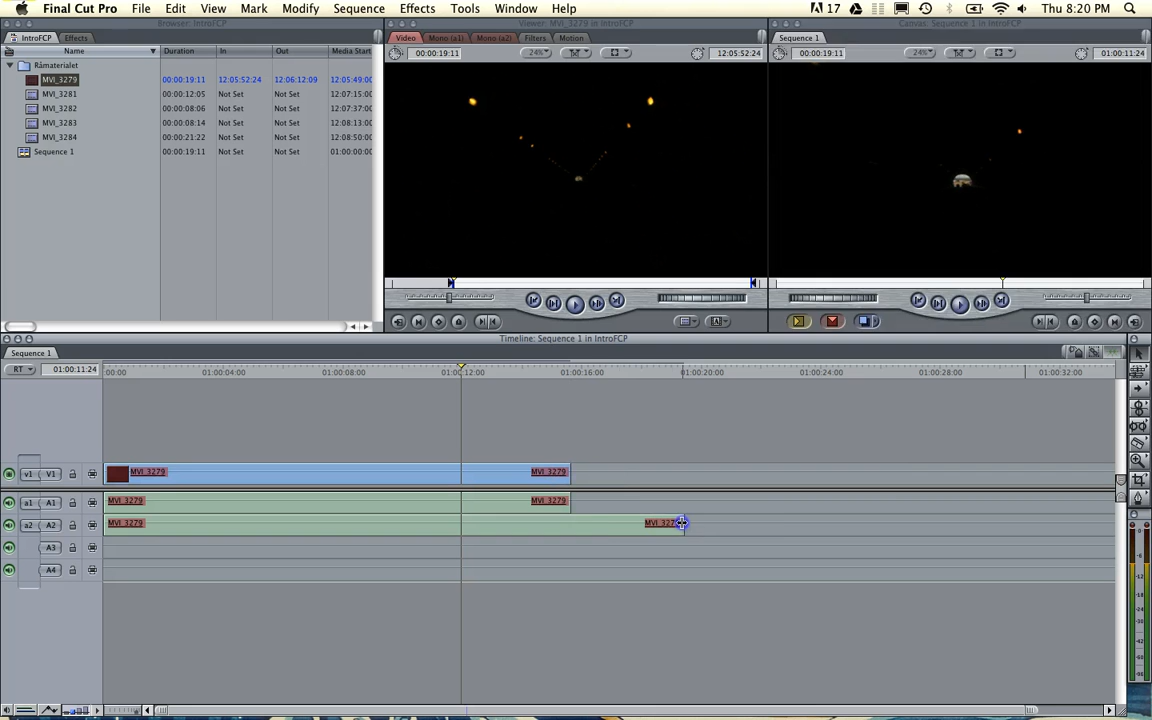 Final Cut Pro File Edit View Mark Modify Sequence Effects Tools Window Help 17 Thu 8:20 PM
Browser: IntroFCP Viewer: MVI_3279 in IntroFCP Canvas: Sequence 1 in IntroFCP
IntroFCP Effects Video Mono (a1) Mono (a2) Filters Motion Sequence 1
Name Duration In Out Media Start 00:00:19:11 24% 12:05:52:24 00:00:19:11 24% 01:00:11:24
Råmaterialet
MVI_3279 00:00:19:11 12:05:52:24 12:06:12:09 12:05:49:00
MVI_3281 00:00:12:05 Not Set Not Set 12:07:15:00
MVI_3282 00:00:08:06 Not Set Not Set 12:07:37:00
MVI_3283 00:00:08:14 Not Set Not Set 12:08:13:00
MVI_3284 00:00:21:22 Not Set Not Set 12:08:50:00
Sequence 1 00:00:19:11 Not Set Not Set 01:00:00:00
Timeline: Sequence 1 in IntroFCP
Sequence 1
RT 01:00:11:24 :00:00 01:00:04:00 01:00:08:00 01:00:12:00 01:00:16:00 01:00:20:00 01:00:24:00 01:00:28:00 01:00:32:00
v1 V1 MVI_3279 MVI_3279
a1 A1 MVI_3279 MVI_3279
a2 A2 MVI_3279 MVI_327
A3
A4